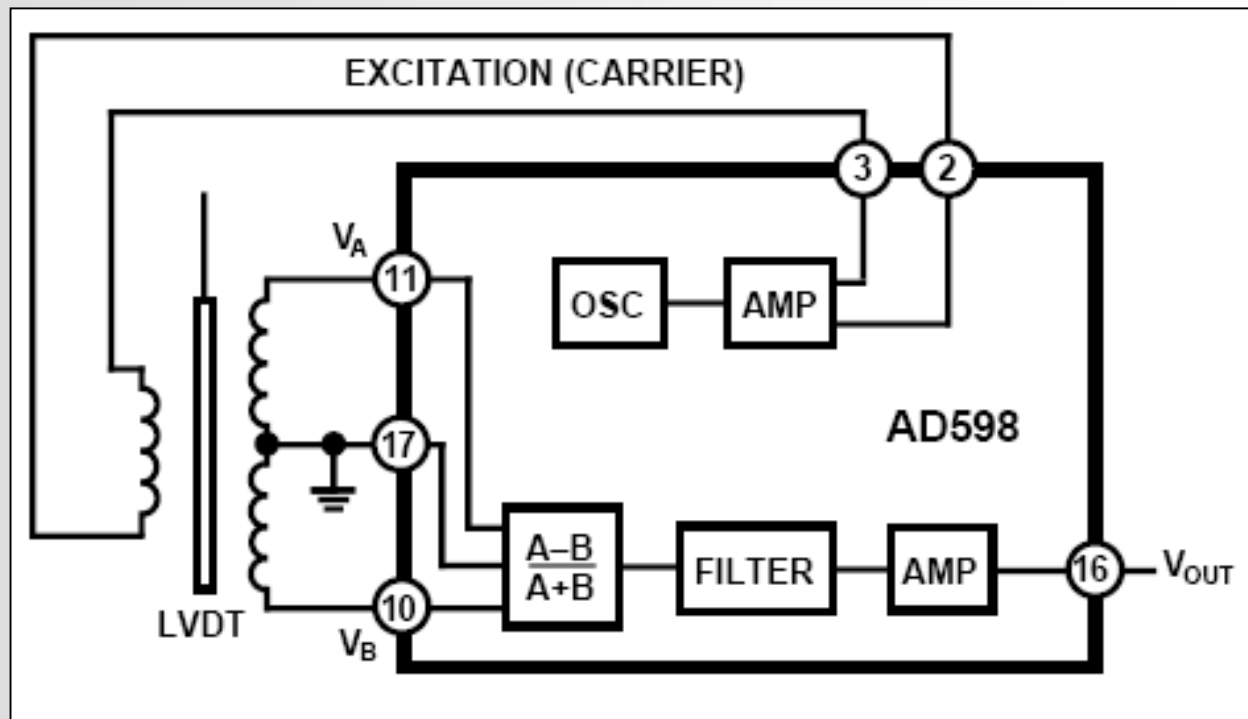 EXCITATION (CARRIER)
3
2
VA
11
OSC
AMP
17
AD598
A–B
A+B
FILTER
AMP
16
VOUT
LVDT
10
VB